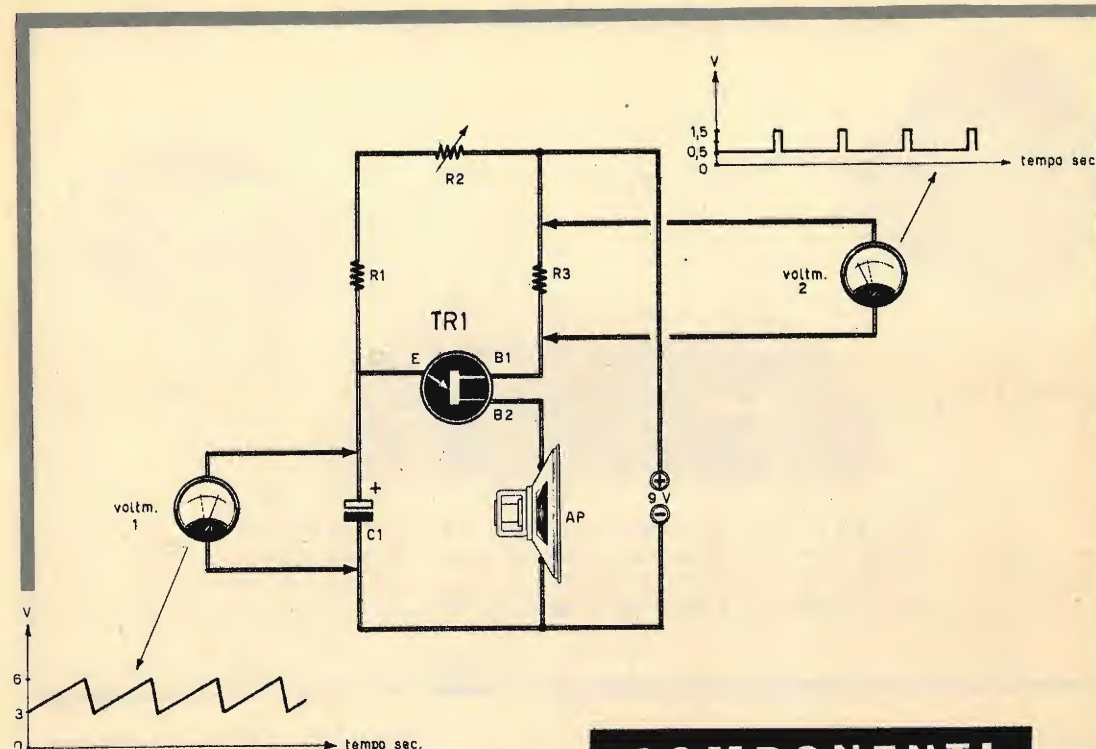 V
1,5
0,5
0
tempo sec.
R2
R1
R3
voltm.
2
TR1
E
B1
B2
voltm.
1
+
C1
AP
+
9 V
-
V
6
3
0
tempo sec.
COMPONENTI